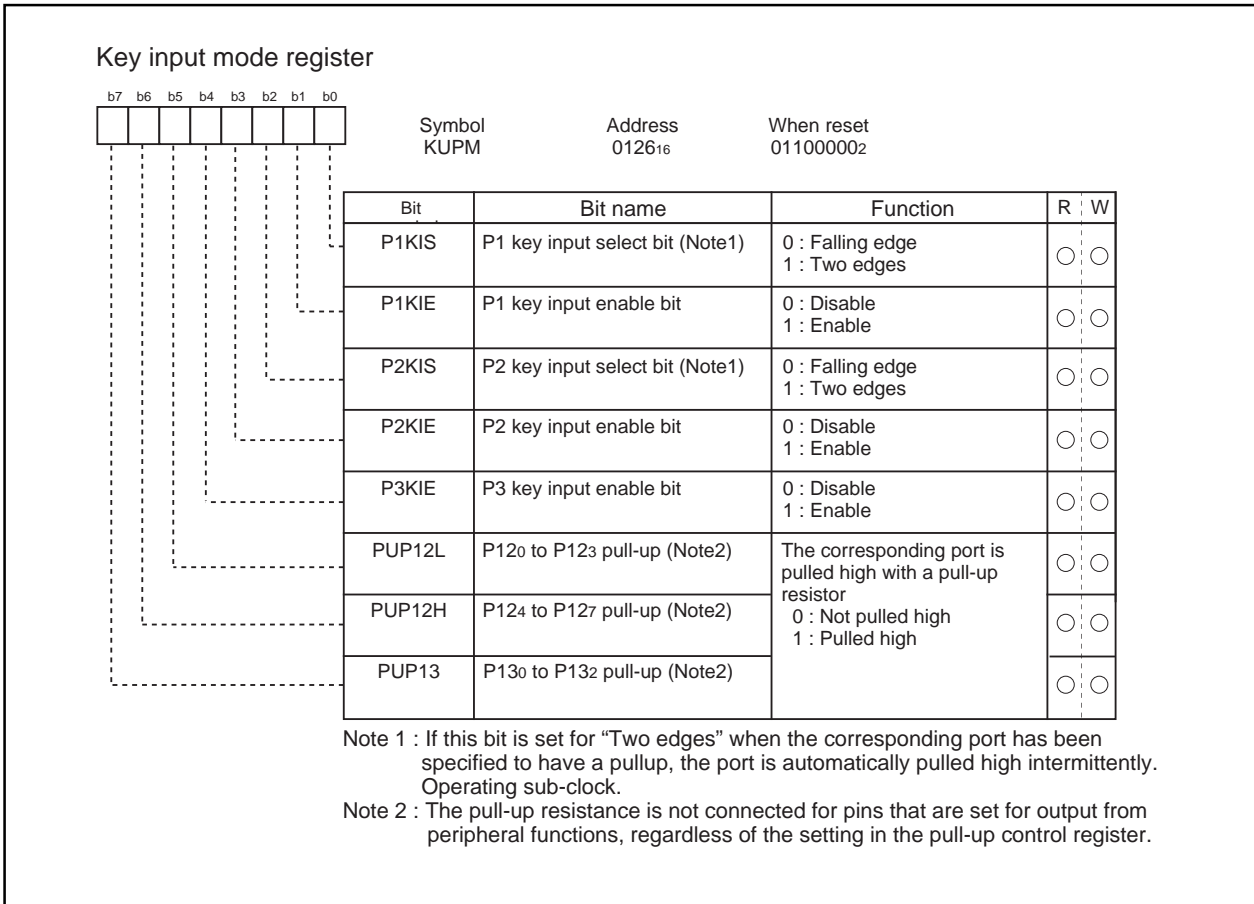 Key input mode register
b7 b6 b5 b4 b3 b2 b1 b0
Symbol Address When reset
KUPM 012616 011000002
Bit Bit name Function R W
P1KIS P1 key input select bit (Note1) 0 : Falling edge
1 : Two edges
P1KIE P1 key input enable bit 0 : Disable
1 : Enable
P2KIS P2 key input select bit (Note1) 0 : Falling edge
1 : Two edges
P2KIE P2 key input enable bit 0 : Disable
1 : Enable
P3KIE P3 key input enable bit 0 : Disable
1 : Enable
PUP12L P120 to P123 pull-up (Note2) The corresponding port is
pulled high with a pull-up
resistor
PUP12H P124 to P127 pull-up (Note2) 0 : Not pulled high
1 : Pulled high
PUP13 P130 to P132 pull-up (Note2)
Note 1 : If this bit is set for “Two edges” when the corresponding port has been
specified to have a pullup, the port is automatically pulled high intermittently.
Operating sub-clock.
Note 2 : The pull-up resistance is not connected for pins that are set for output from
peripheral functions, regardless of the setting in the pull-up control register.